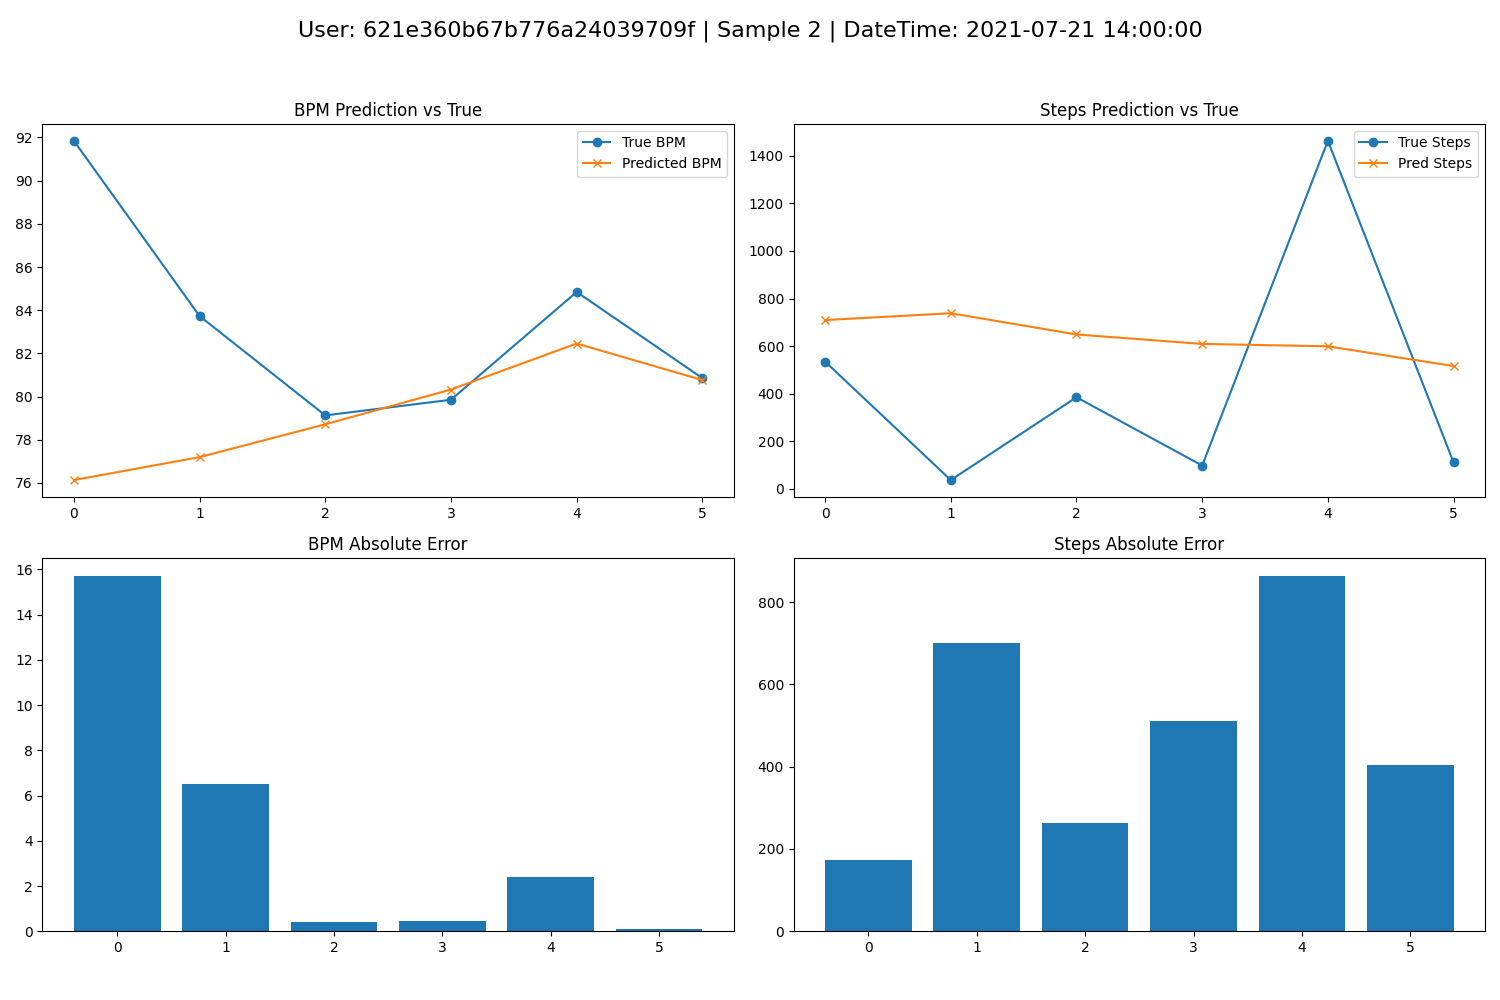 User: 621e360b67b776a24039709f | Sample 2 | DateTime: 2021-07-21 14:00:00
BPM Prediction vs True
92
90
88
86
84
82
80
78
76
0 1 2 3 4 5
True BPM
Predicted BPM
Steps Prediction vs True
1400
1200
1000
800
600
400
200
0
0 1 2 3 4 5
True Steps
Pred Steps
BPM Absolute Error
16
14
12
10
8
6
4
2
0
0 1 2 3 4 5
Steps Absolute Error
800
600
400
200
0
0 1 2 3 4 5